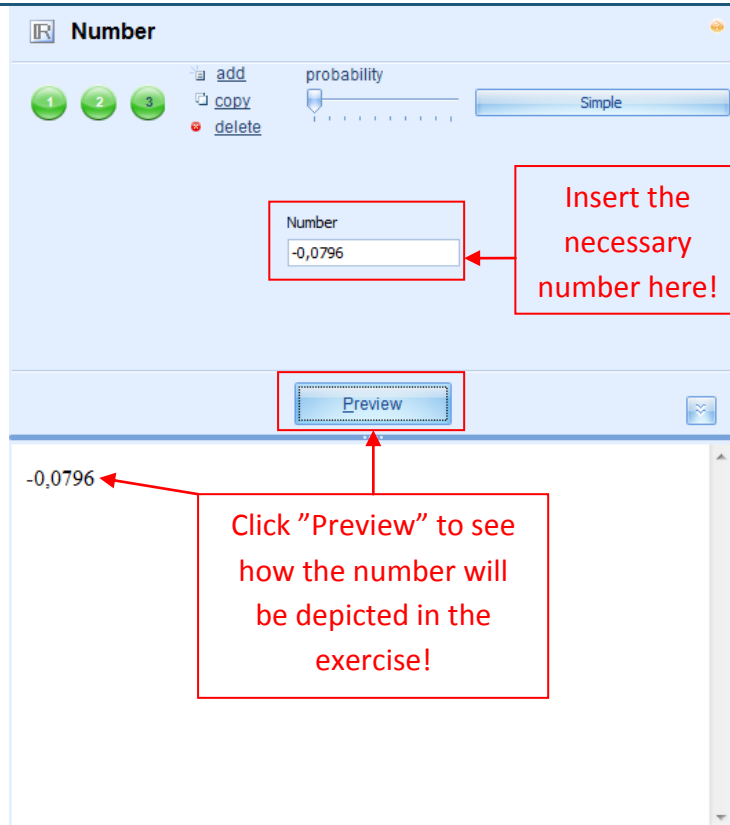 IR Number
1 2 3
add
copy
delete
probability
Simple
Number
-0,0796
Insert the
necessary
number here!
Preview
-0,0796
Click ”Preview” to see
how the number will
be depicted in the
exercise!